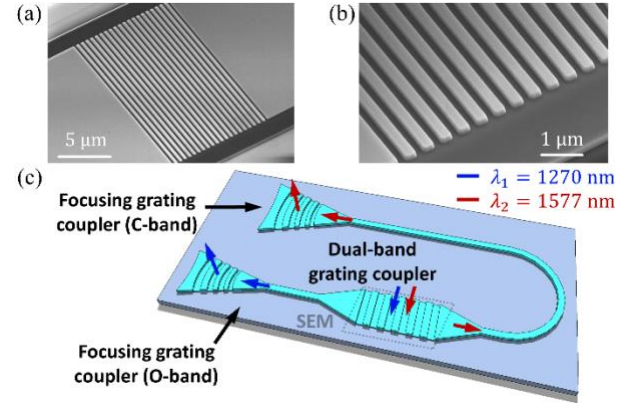 (a)
5 μm
(b)
1 μm
(c)
λ₁ = 1270 nm
λ₂ = 1577 nm
Focusing grating
coupler (C-band)
Dual-band
grating coupler
SEM
Focusing grating
coupler (O-band)